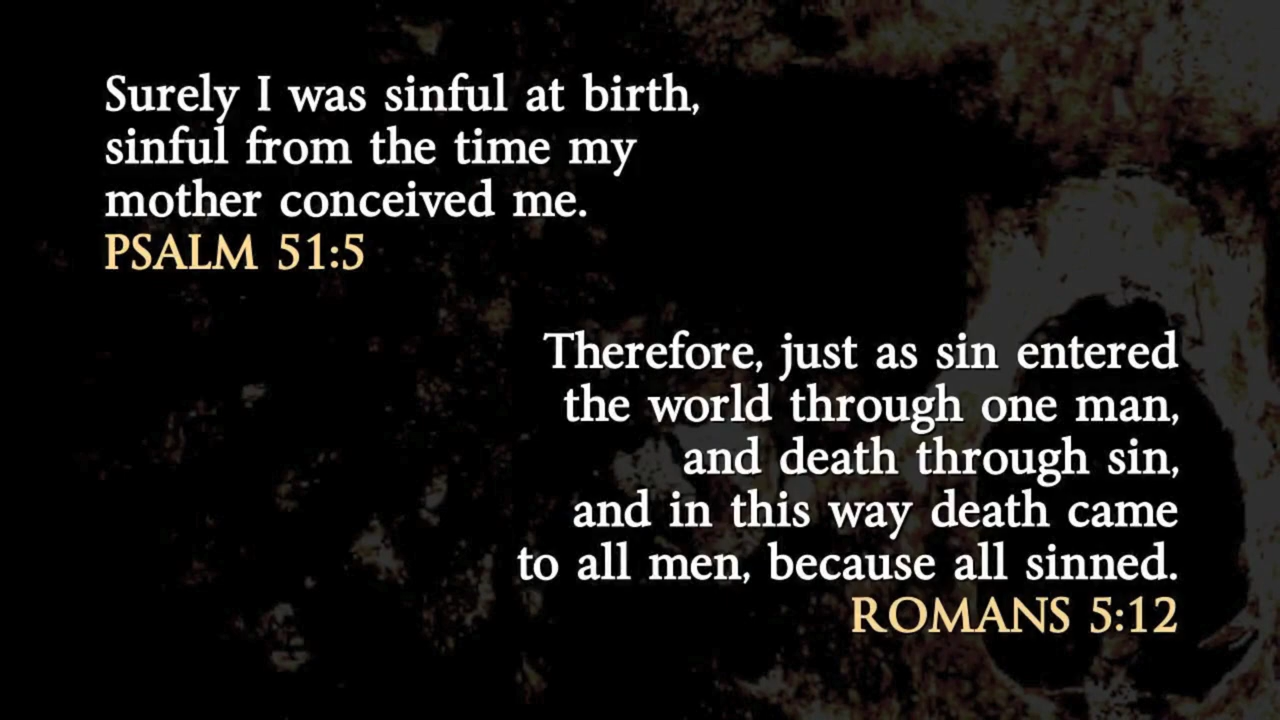 Surely I was sinful at birth,
sinful from the time my
mother conceived me.
PSALM 51:5
Therefore, just as sin entered
the world through one man,
and death through sin,
and in this way death came
to all men, because all sinned.
ROMANS 5:12